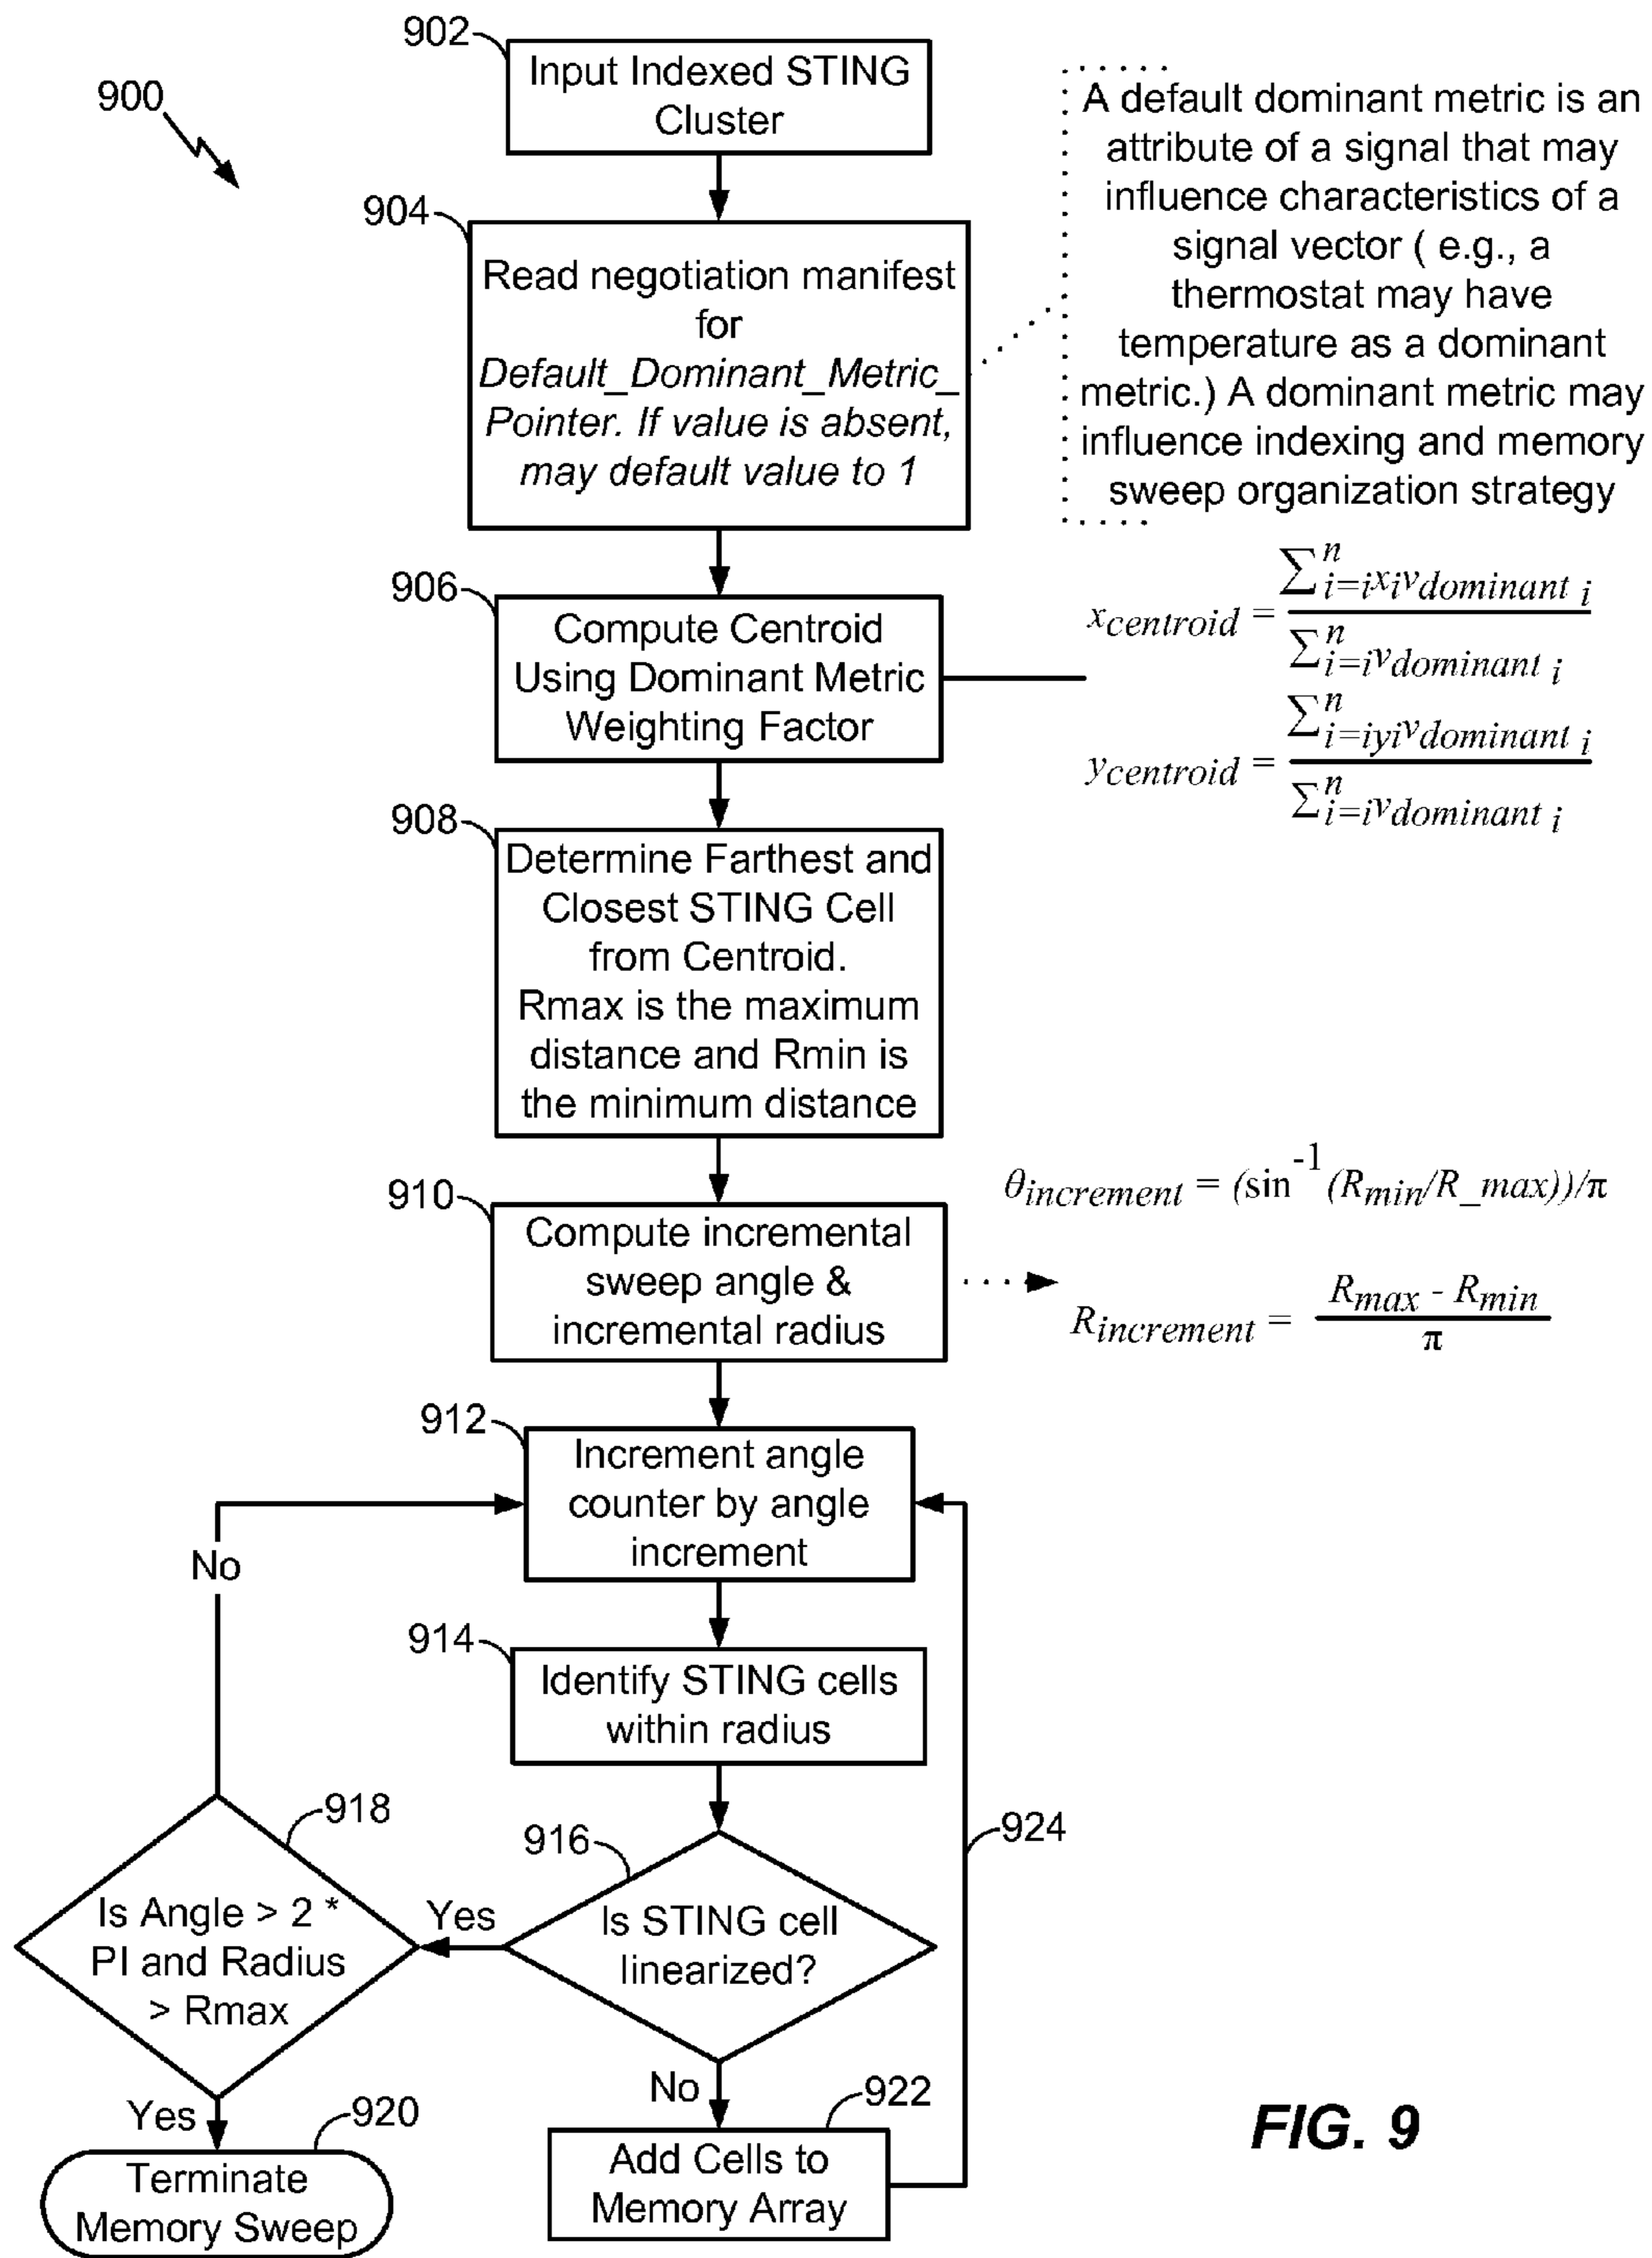 902
Input Indexed STING
Cluster
900
A default dominant metric is an
attribute of a signal that may
influence characteristics of a
signal vector ( e.g., a
thermostat may have
temperature as a dominant
metric.) A dominant metric may
influence indexing and memory
sweep organization strategy
904
Read negotiation manifest
for
Default_Dominant_Metric_
Pointer. If value is absent,
may default value to 1
906
Compute Centroid
Using Dominant Metric
Weighting Factor
x_centroid = ∑_{i=i}^{n} x_i v_dominant i / ∑_{i=i}^{n} v_dominant i
y_centroid = ∑_{i=i}^{n} y_i v_dominant i / ∑_{i=i}^{n} v_dominant i
908
Determine Farthest and
Closest STING Cell
from Centroid.
Rmax is the maximum
distance and Rmin is
the minimum distance
910
Compute incremental
sweep angle &
incremental radius
θ_increment = (sin⁻¹ (R_min/R_max))/π
R_increment = R_max - R_min / π
912
Increment angle
counter by angle
increment
No
914
Identify STING cells
within radius
918
Is Angle > 2 *
PI and Radius
> Rmax
Yes
916
Is STING cell
linearized?
924
Yes
920
Terminate
Memory Sweep
No
922
Add Cells to
Memory Array
FIG. 9